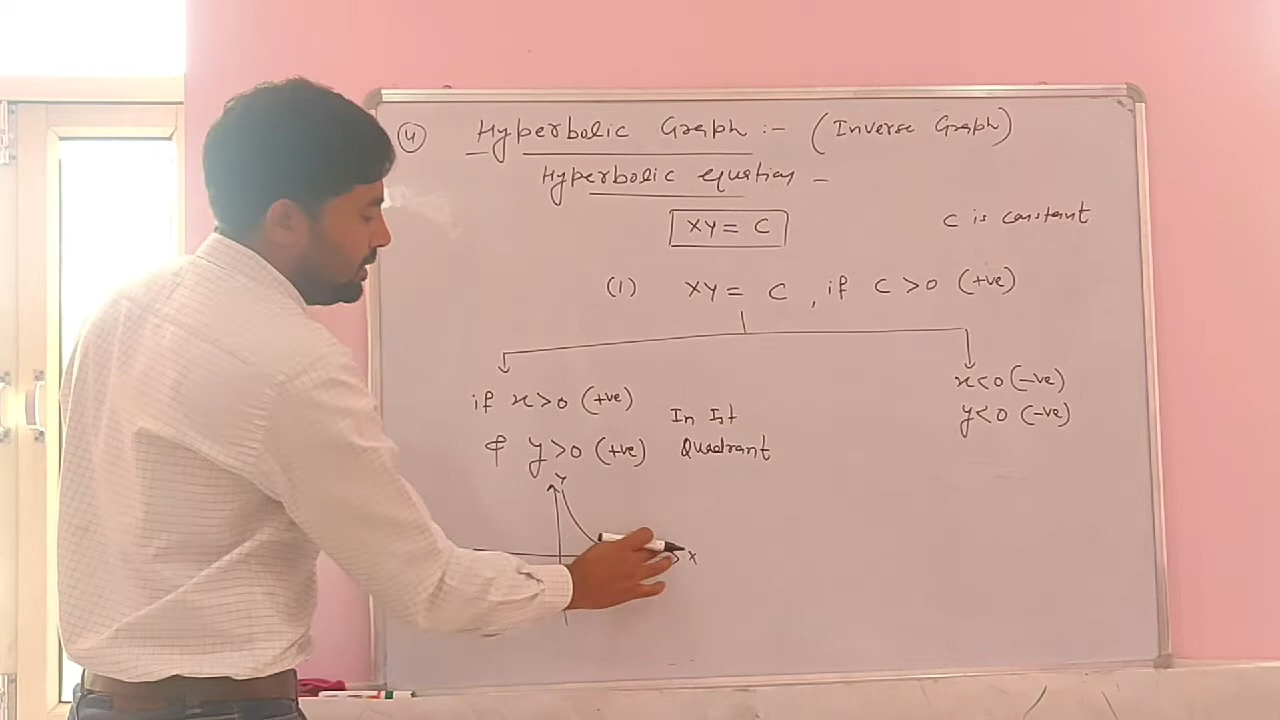 (4) Hyperbolic Graph :- (Inverse Graph)
Hyperbolic equation -
XY = C
C is constant
(1) XY = C , if C > 0 (+ve)
if x>0 (+ve)
& y>0 (+ve)
In Ist
Quadrant
x<0 (-ve)
y<0 (-ve)
Y
X